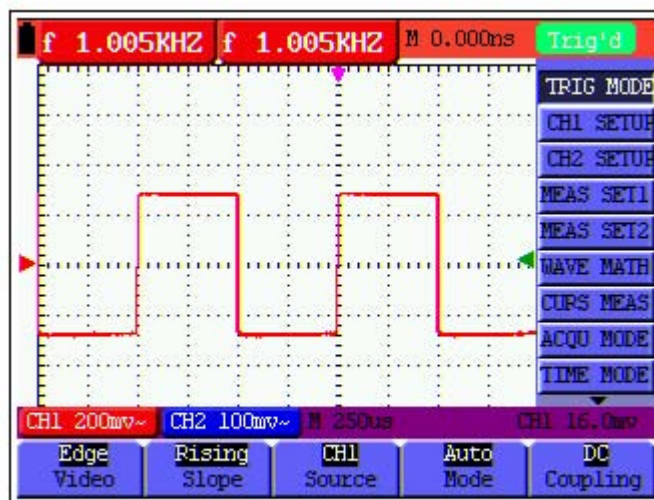 f 1.005KHZ f 1.005KHZ M 0.000ns Trig'd
TRIG MODE
CH1 SETUP
CH2 SETUP
MEAS SET1
MEAS SET2
WAVE MATH
CURS MEAS
ACQU MODE
TIME MODE
CH1 200mv~ CH2 100mv~ M 250us CH1 16.0mv
Edge Rising CH1 Auto DC
Video Slope Source Mode Coupling